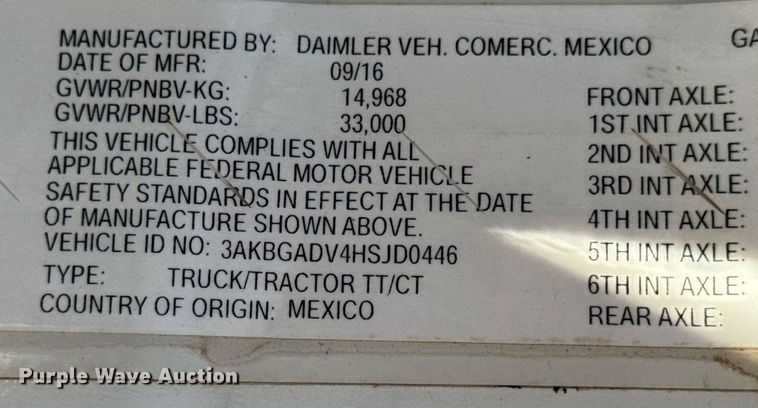 MANUFACTURED BY: DAIMLER VEH. COMERC. MEXICO
DATE OF MFR: 09/16
GVWR/PNBV-KG: 14,968
GVWR/PNBV-LBS: 33,000
THIS VEHICLE COMPLIES WITH ALL
APPLICABLE FEDERAL MOTOR VEHICLE
SAFETY STANDARDS IN EFFECT AT THE DATE
OF MANUFACTURE SHOWN ABOVE.
VEHICLE ID NO: 3AKBGADV4HSJD0446
TYPE: TRUCK/TRACTOR TT/CT
COUNTRY OF ORIGIN: MEXICO
GA
FRONT AXLE:
1ST INT AXLE:
2ND INT AXLE:
3RD INT AXLE:
4TH INT AXLE:
5TH INT AXLE:
6TH INT AXLE:
REAR AXLE:
Purple Wave Auction